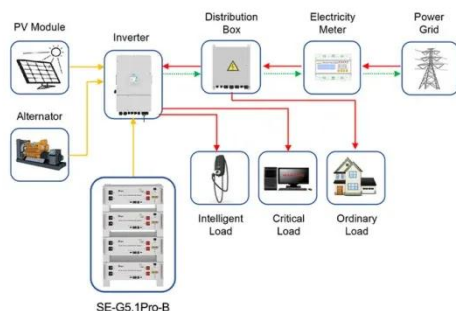 PV Module
Inverter
Distribution
Box
Electricity
Meter
Power
Grid
Alternator
Intelligent
Load
Critical
Load
Ordinary
Load
SE-G5.1Pro-B